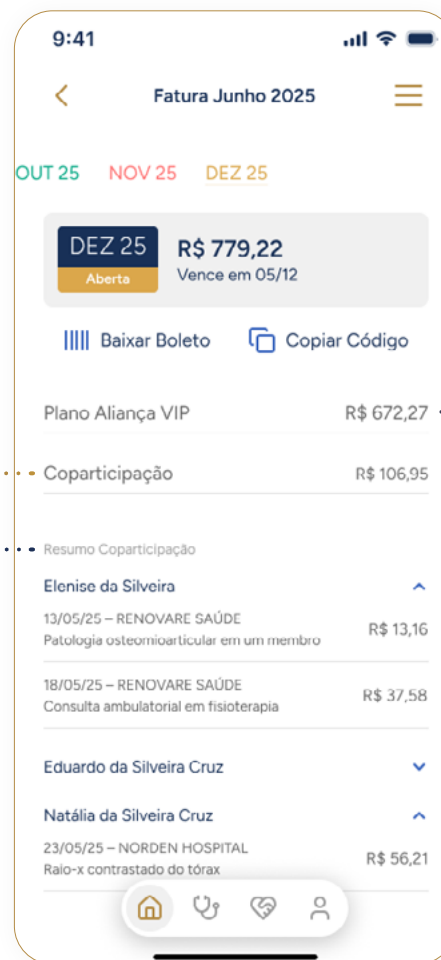 9:41
Fatura Junho 2025
OUT 25 NOV 25 DEZ 25
DEZ 25
Aberta
R$ 779,22
Vence em 05/12
Baixar Boleto
Copiar Código
Plano Aliança VIP R$ 672,27
Coparticipação R$ 106,95
Resumo Coparticipação
Elenise da Silveira
13/05/25 – RENOVARE SAÚDE
Patologia osteomioarticular em um membro
R$ 13,16
18/05/25 – RENOVARE SAÚDE
Consulta ambulatorial em fisioterapia
R$ 37,58
Eduardo da Silveira Cruz
Natália da Silveira Cruz
23/05/25 – NORDEN HOSPITAL
Raio-x contrastado do tórax
R$ 56,21